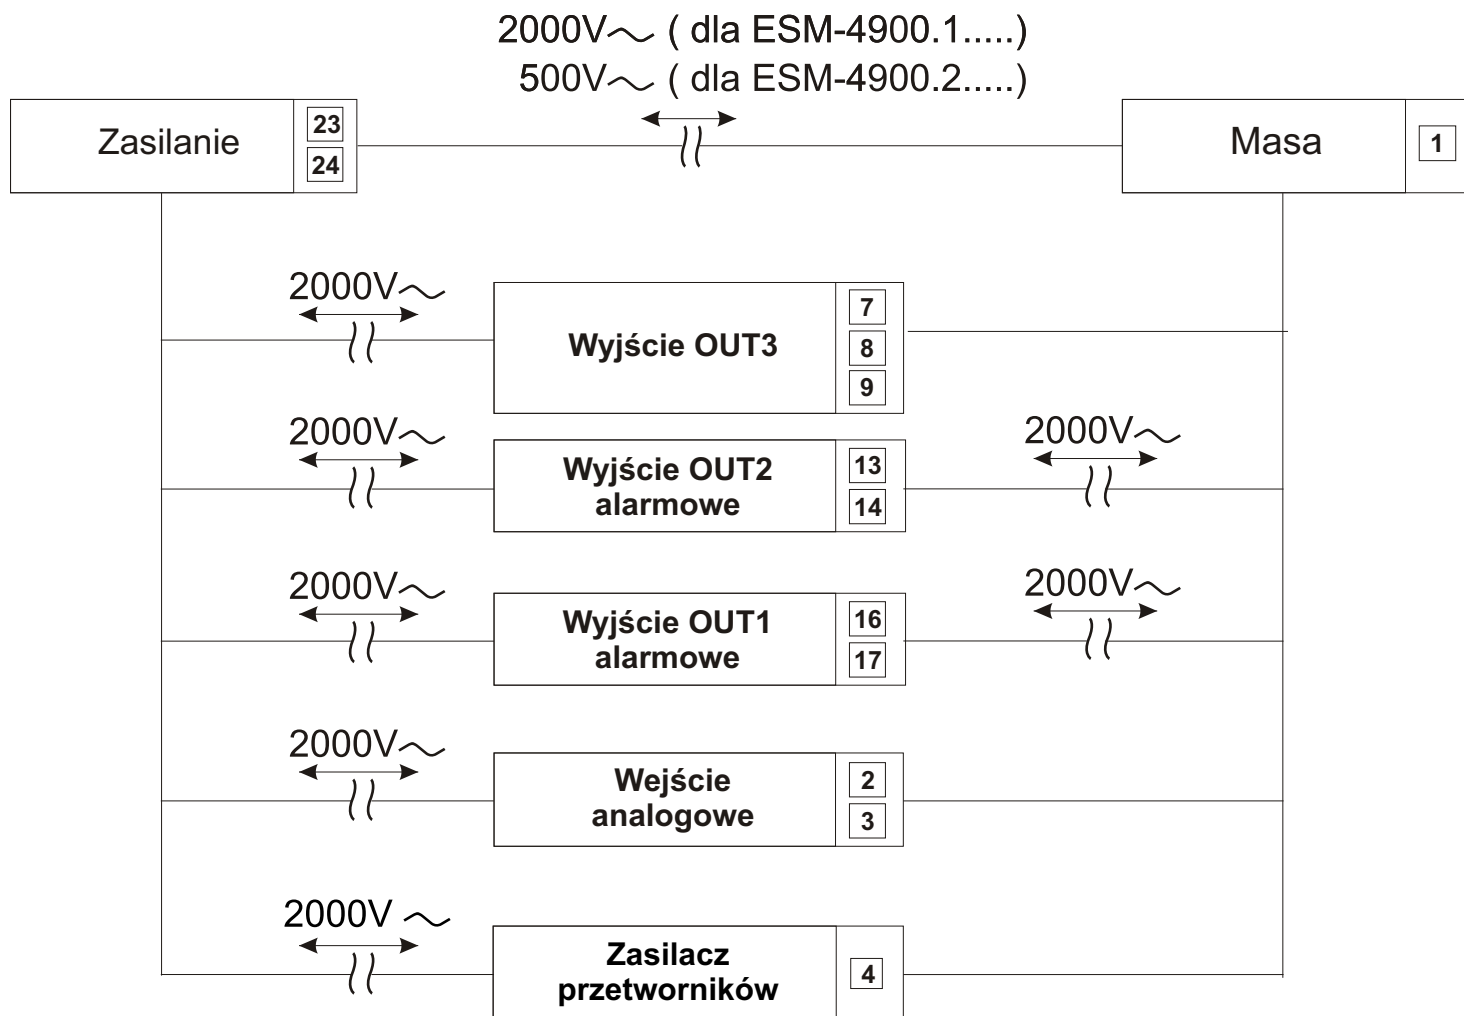 2000V～ ( dla ESM-4900.1.....)
500V～ ( dla ESM-4900.2.....)
Zasilanie
23
24
Masa
1
2000V～
Wyjście OUT3
7
8
9
2000V～
Wyjście OUT2
alarmowe
13
14
2000V～
2000V～
Wyjście OUT1
alarmowe
16
17
2000V～
2000V～
Wejście
analogowe
2
3
2000V ～
Zasilacz
przetworników
4